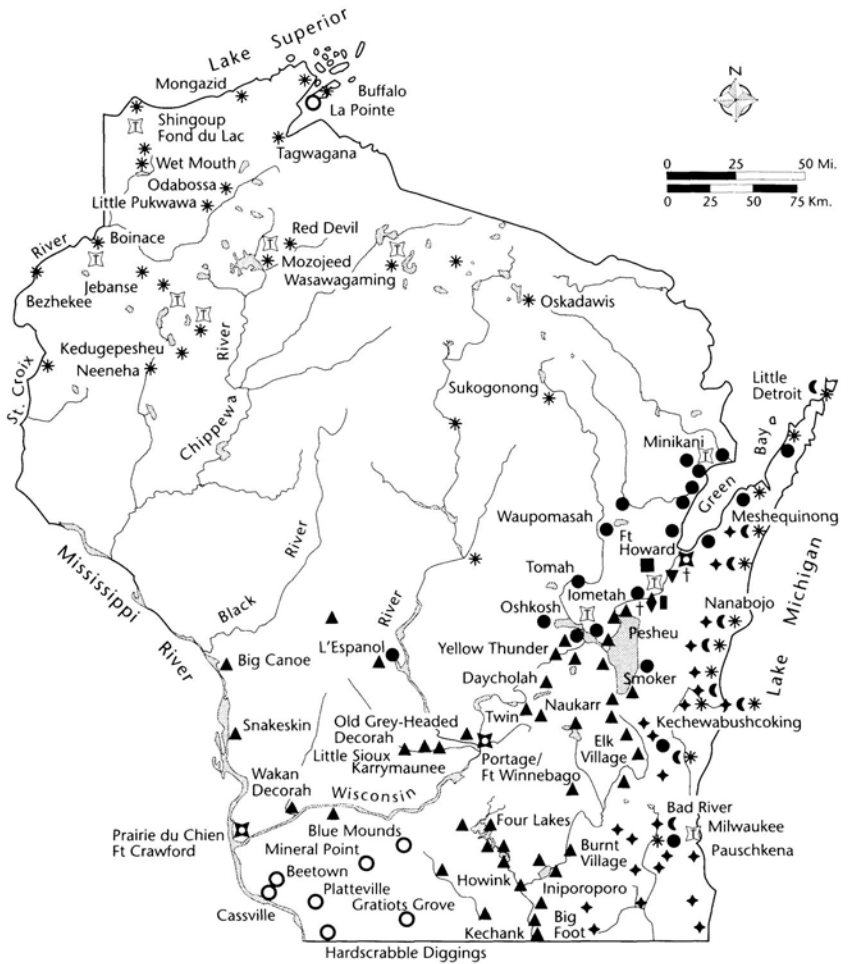 Lake Superior
Mongazid
Buffalo
La Pointe
N
Shingoup
Fond du Lac
Tagwagana
0 25 50 Mi.
0 25 50 75 Km.
Wet Mouth
Odabossa
Little Pukwawa
River
Boinace
Red Devil
Mozojeed
Wasawagaming
Jebanse
Bezhekee
Oskadawis
River
Kedugepesheu
Neeneha
St. Croix
Little
Detroit
Sukogonong
Chippewa
Minikani
Bay
Green
Waupomasah
Meshequinong
Ft
Howard
Mississippi
River
River
Black
River
Tomah
Iometah
Oshkosh
Nanabojo
Lake Michigan
Lake
Pesheu
L'Espanol
Yellow Thunder
Big Canoe
Daycholah
Smoker
Naukarr
Twin
Kechewabushcoking
Snakeskin
Old Grey-Headed
Decorah
Little Sioux
Karrymaunee
Elk
Village
Portage/
Ft Winnebago
Wakan
Decorah
Wisconsin
Prairie du Chien
Ft Crawford
Blue Mounds
Four Lakes
Bad River
Milwaukee
Pauschkena
Mineral Point
Burnt
Village
Beetown
Platteville
Howink
Iniporoporo
Cassville
Gratiots Grove
Kechank
Big
Foot
Hardscrabble Diggings